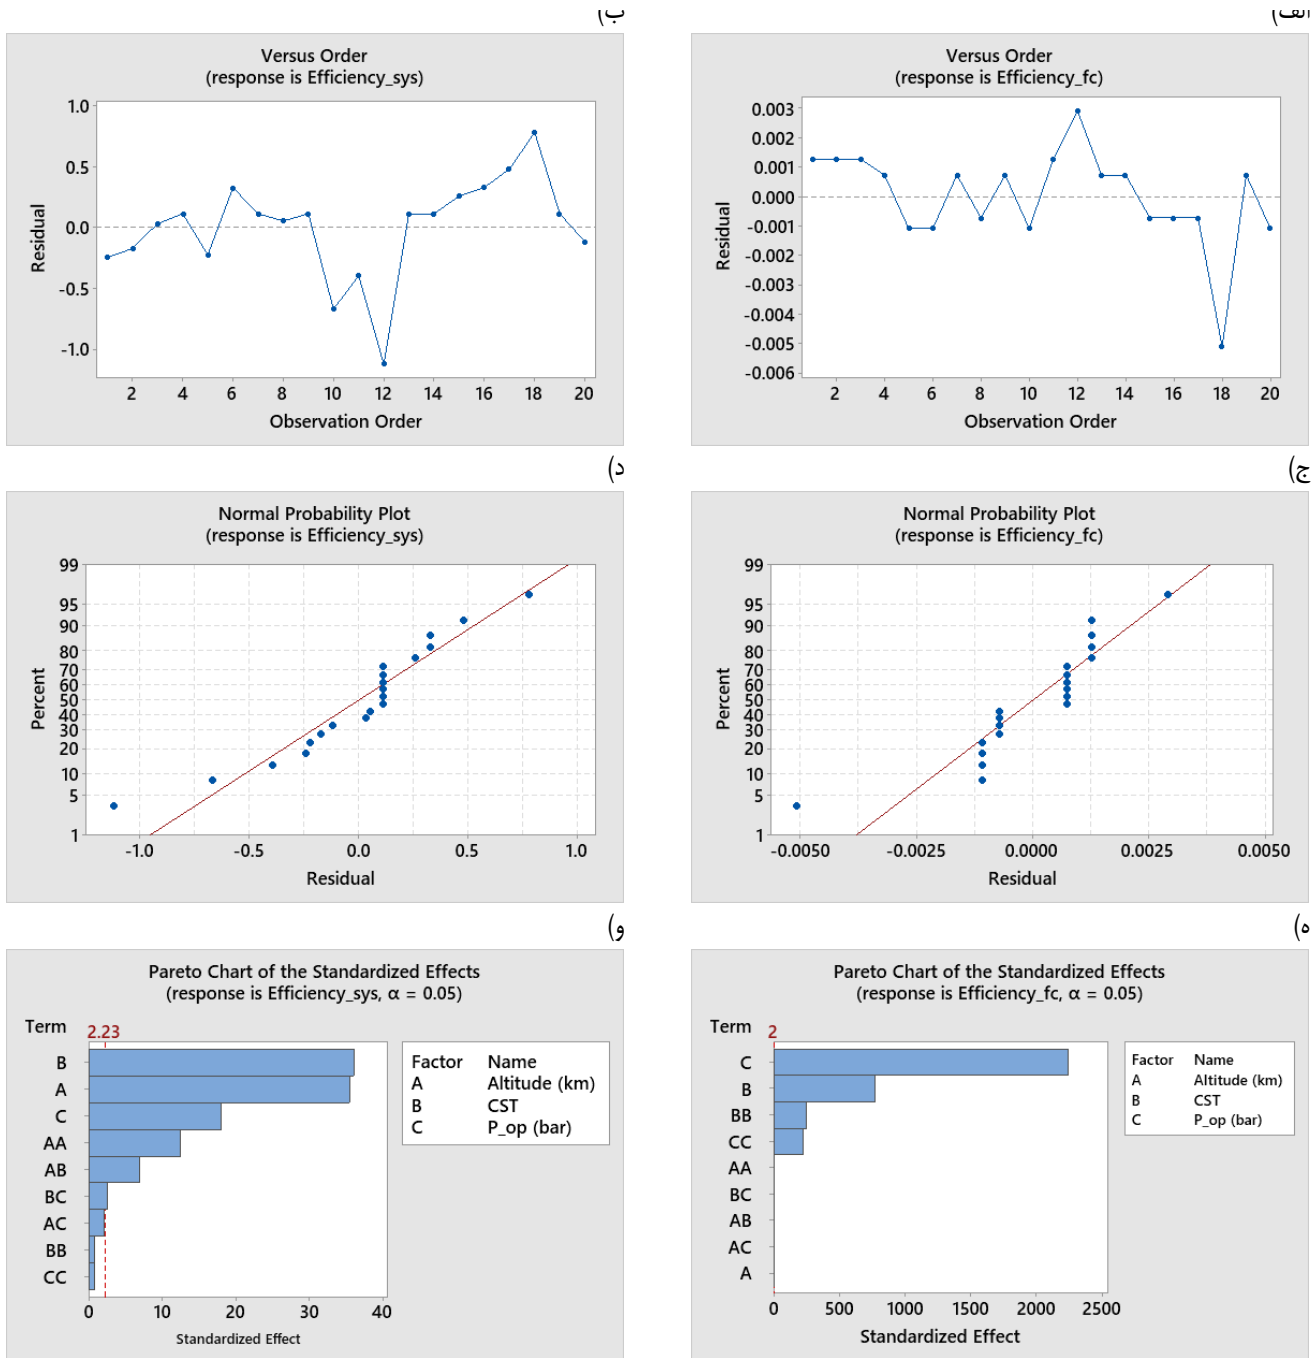 الف)
Versus Order
(response is Efficiency_fc)
Residual
0.003
0.002
0.001
0.000
-0.001
-0.002
-0.003
-0.004
-0.005
-0.006
2 4 6 8 10 12 14 16 18 20
Observation Order
ب)
Versus Order
(response is Efficiency_sys)
Residual
1.0
0.5
0.0
-0.5
-1.0
2 4 6 8 10 12 14 16 18 20
Observation Order
ج)
Normal Probability Plot
(response is Efficiency_fc)
Percent
99
95
90
80
70
60
50
40
30
20
10
5
1
-0.0050 -0.0025 0.0000 0.0025 0.0050
Residual
د)
Normal Probability Plot
(response is Efficiency_sys)
Percent
99
95
90
80
70
60
50
40
30
20
10
5
1
-1.0 -0.5 0.0 0.5 1.0
Residual
ه)
Pareto Chart of the Standardized Effects
(response is Efficiency_fc, α = 0.05)
Term
2
C
B
BB
CC
AA
BC
AB
AC
A
0 500 1000 1500 2000 2500
Standardized Effect
Factor Name
A Altitude (km)
B CST
C P_op (bar)
و)
Pareto Chart of the Standardized Effects
(response is Efficiency_sys, α = 0.05)
Term
2.23
B
A
C
AA
AB
BC
AC
BB
CC
0 10 20 30 40
Standardized Effect
Factor Name
A Altitude (km)
B CST
C P_op (bar)